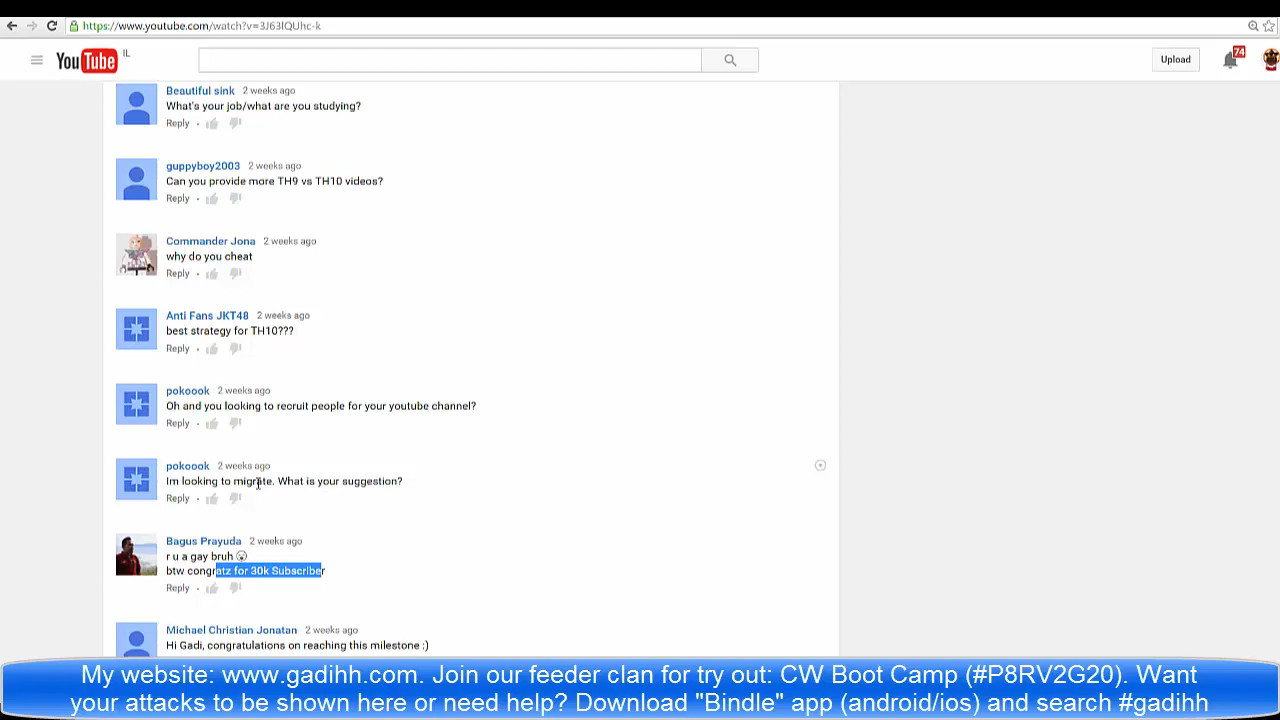 https://www.youtube.com/watch?v=3J63lQUhc-k
YouTube IL
Upload
74
Beautiful sink 2 weeks ago
What's your job/what are you studying?
Reply
guppyboy2003 2 weeks ago
Can you provide more TH9 vs TH10 videos?
Reply
Commander Jona 2 weeks ago
why do you cheat
Reply
Anti Fans JKT48 2 weeks ago
best strategy for TH10???
Reply
pokoook 2 weeks ago
Oh and you looking to recruit people for your youtube channel?
Reply
pokoook 2 weeks ago
Im looking to migrate. What is your suggestion?
Reply
Bagus Prayuda 2 weeks ago
r u a gay bruh
btw congratz for 30k Subscriber
Reply
Michael Christian Jonatan 2 weeks ago
Hi Gadi, congratulations on reaching this milestone :)
My website: www.gadihh.com. Join our feeder clan for try out: CW Boot Camp (#P8RV2G20). Want
your attacks to be shown here or need help? Download "Bindle" app (android/ios) and search #gadihh